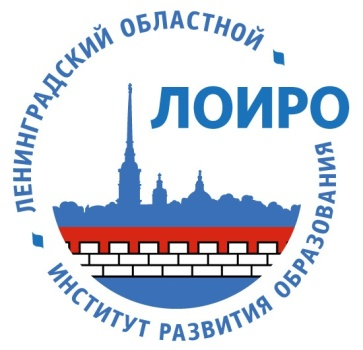 ЛЕНИНГРАДСКИЙ ОБЛАСТНОЙ
ЛОИРО
ИНСТИТУТ РАЗВИТИЯ ОБРАЗОВАНИЯ